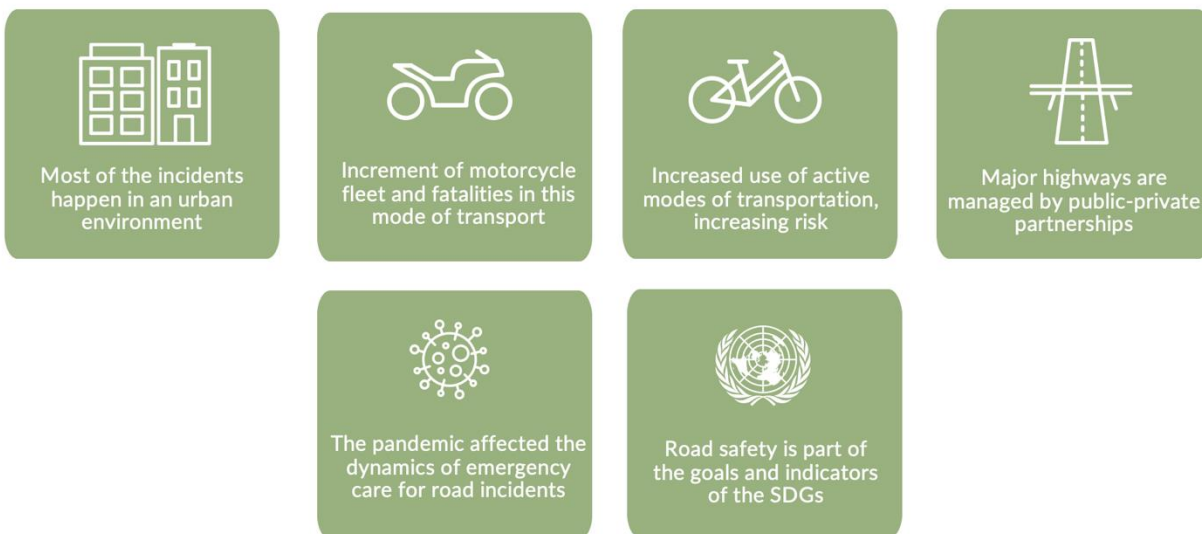 Most of the incidents
happen in an urban
environment
Increment of motorcycle
fleet and fatalities in this
mode of transport
Increased use of active
modes of transportation,
increasing risk
Major highways are
managed by public-private
partnerships
The pandemic affected the
dynamics of emergency
care for road incidents
Road safety is part of
the goals and indicators
of the SDGs